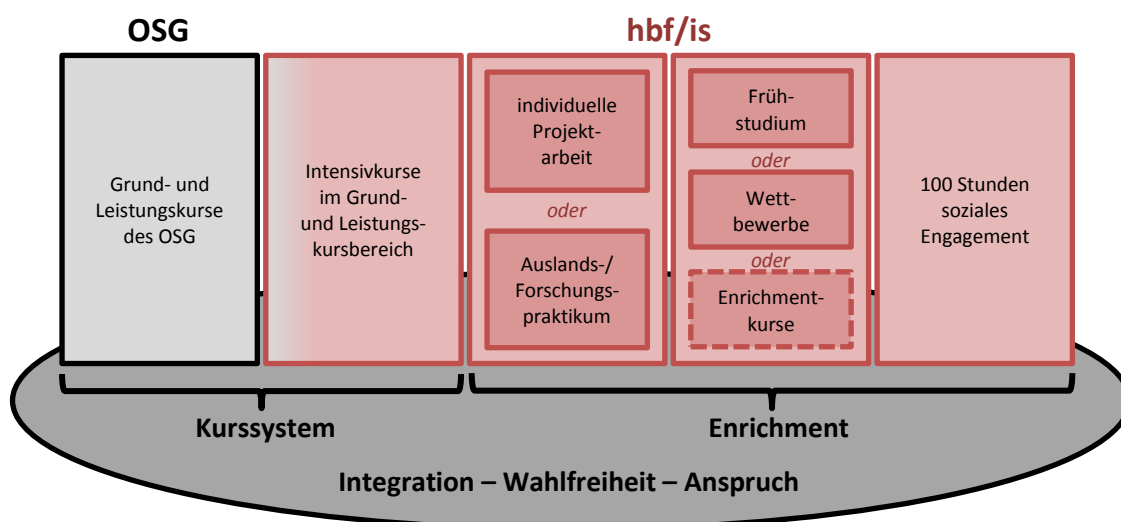 OSG
hbf/is
Grund- und
Leistungskurse
des OSG
Intensivkurse
im Grund-
und Leistungs-
kursbereich
individuelle
Projekt-
arbeit
oder
Auslands-/
Forschungs-
praktikum
Früh-
studium
oder
Wett-
bewerbe
oder
Enrichment-
kurse
100 Stunden
soziales
Engagement
Kurssystem
Enrichment
Integration – Wahlfreiheit – Anspruch